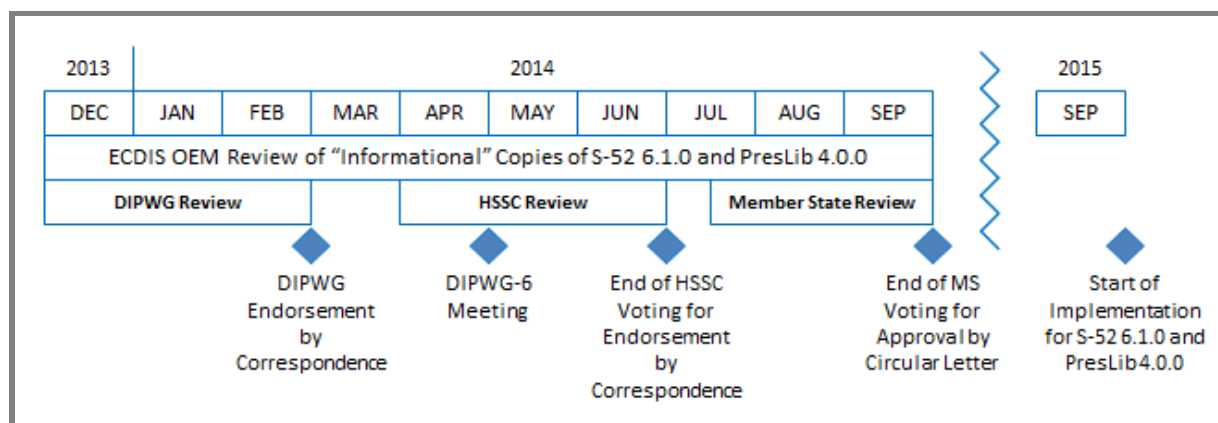 2013 2014 2015
DEC JAN FEB MAR APR MAY JUN JUL AUG SEP SEP
ECDIS OEM Review of “Informational” Copies of S-52 6.1.0 and PresLib 4.0.0
DIPWG Review HSSC Review Member State Review
DIPWG
Endorsement
by
Correspondence
DIPWG-6
Meeting
End of HSSC
Voting for
Endorsement
by
Correspondence
End of MS
Voting for
Approval by
Circular Letter
Start of
Implementation
for S-52 6.1.0 and
PresLib 4.0.0